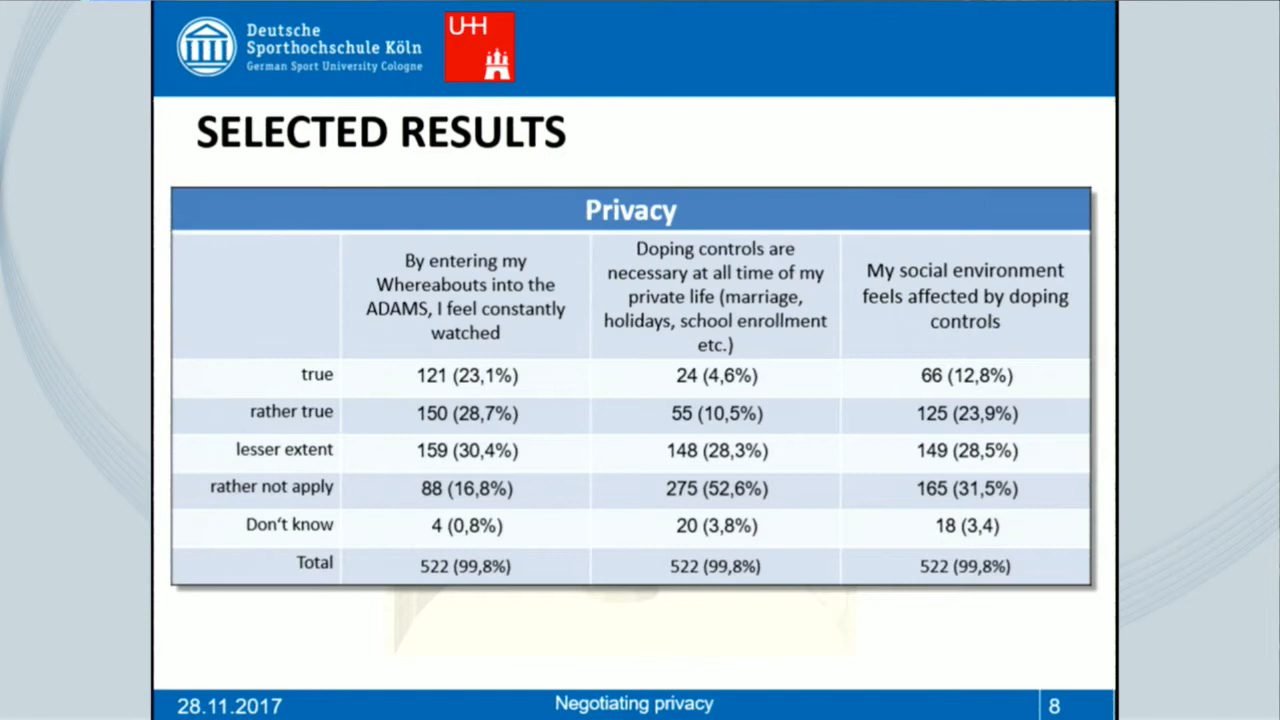 Deutsche
Sporthochschule Köln
German Sport University Cologne
UHH
SELECTED RESULTS
Privacy
By entering my
Whereabouts into the
ADAMS, I feel constantly
watched
Doping controls are
necessary at all time of my
private life (marriage,
holidays, school enrollment
etc.)
My social environment
feels affected by doping
controls
true 121 (23,1%) 24 (4,6%) 66 (12,8%)
rather true 150 (28,7%) 55 (10,5%) 125 (23,9%)
lesser extent 159 (30,4%) 148 (28,3%) 149 (28,5%)
rather not apply 88 (16,8%) 275 (52,6%) 165 (31,5%)
Don't know 4 (0,8%) 20 (3,8%) 18 (3,4)
Total 522 (99,8%) 522 (99,8%) 522 (99,8%)
28.11.2017 Negotiating privacy 8